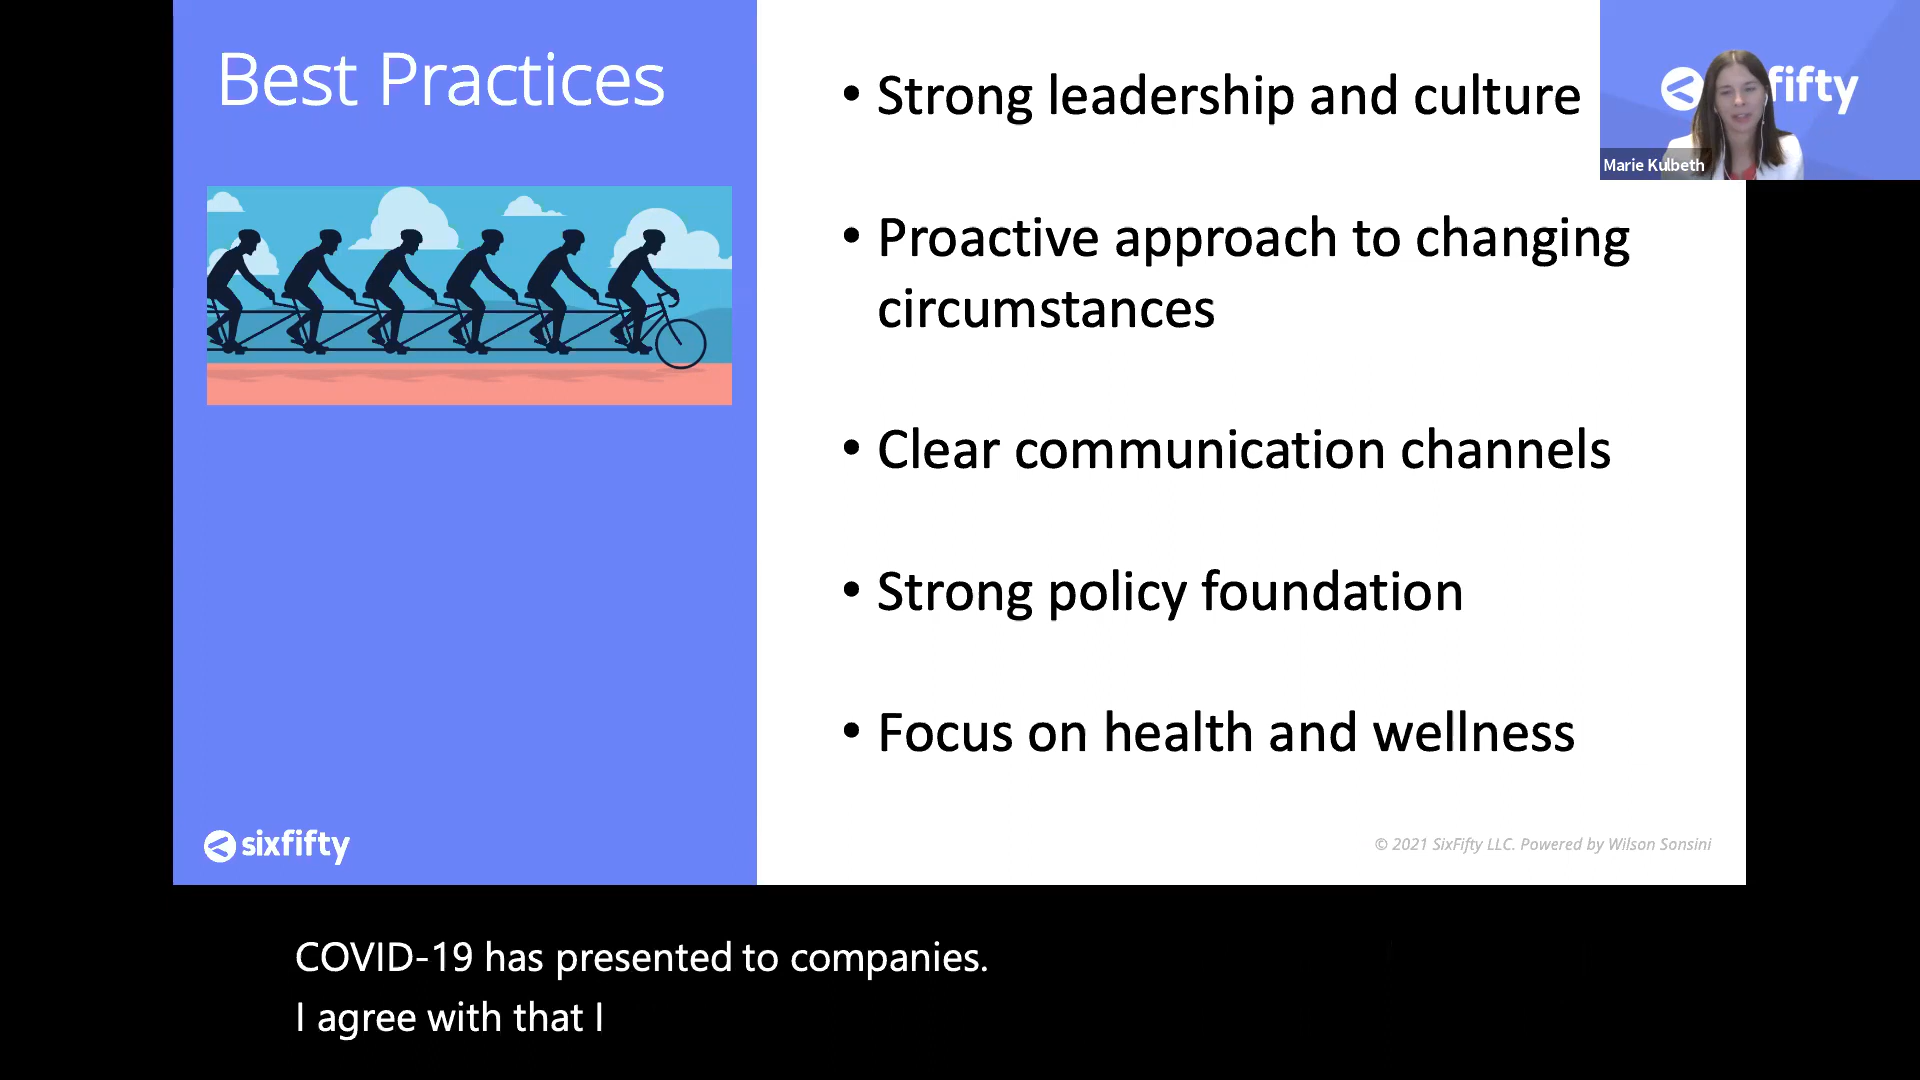 Best Practices
• Strong leadership and culture
• Proactive approach to changing
circumstances
• Clear communication channels
• Strong policy foundation
• Focus on health and wellness
fifty
Marie Kulbeth
sixfifty
© 2021 SixFifty LLC. Powered by Wilson Sonsini
COVID-19 has presented to companies.
I agree with that I